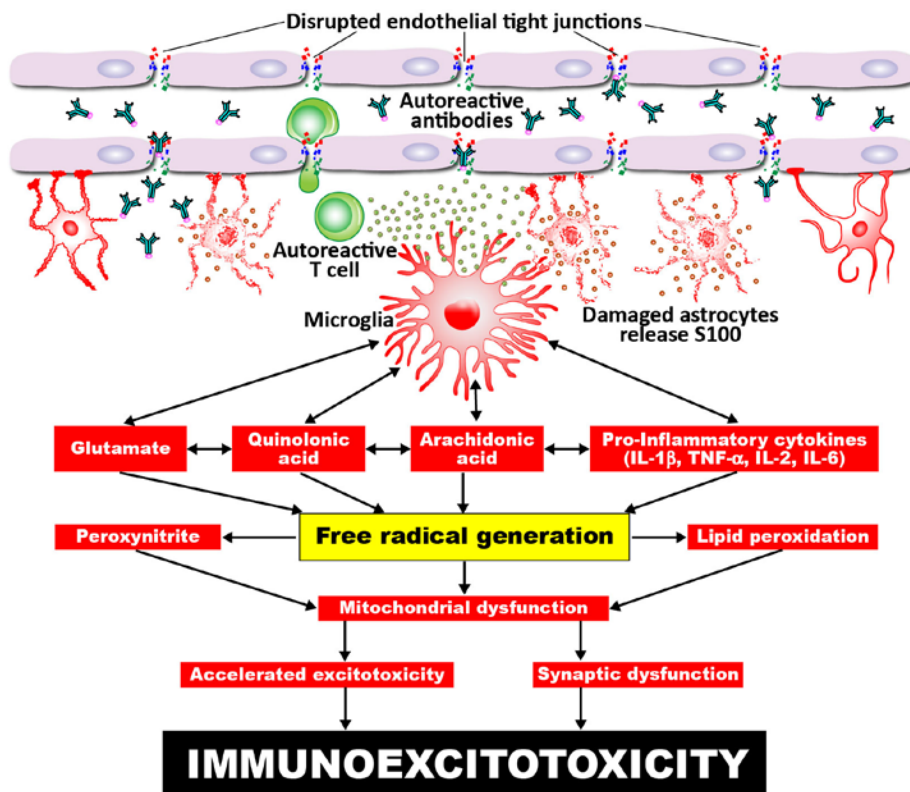 Disrupted endothelial tight junctions
Autoreactive
antibodies
Autoreactive
T cell
Microglia
Damaged astrocytes
release S100
Glutamate
Quinolonic
acid
Arachidonic
acid
Pro-Inflammatory cytokines
(IL-1β, TNF-α, IL-2, IL-6)
Peroxynitrite
Free radical generation
Lipid peroxidation
Mitochondrial dysfunction
Accelerated excitotoxicity
Synaptic dysfunction
IMMUNOEXCITOTOXICITY